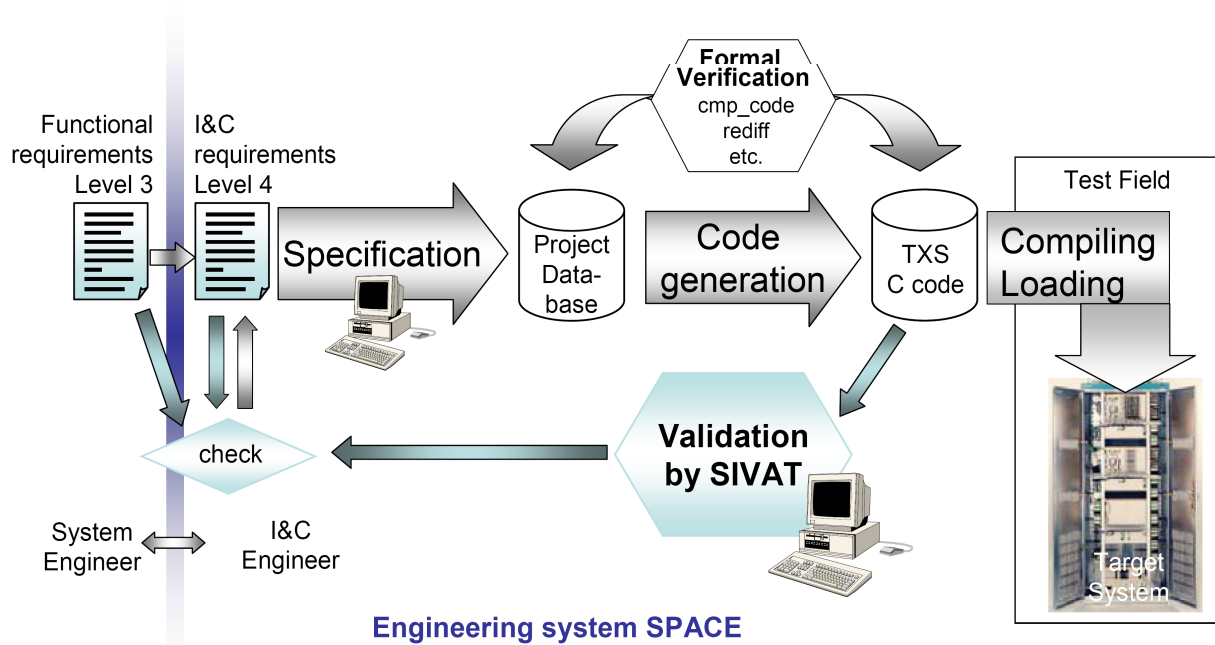 Formal
Verification
cmp_code
rediff
etc.
Functional
requirements
Level 3
I&C
requirements
Level 4
Test Field
Specification
Project
Data-
base
Code
generation
TXS
C code
Compiling
Loading
check
Validation
by SIVAT
System
Engineer
I&C
Engineer
Target
System
Engineering system SPACE